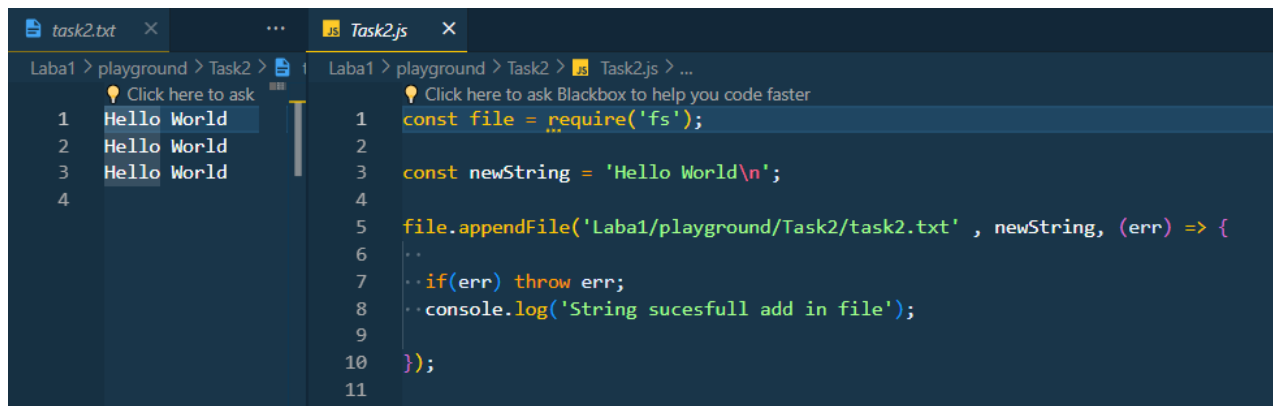 task2.txt × ··· JS Task2.js ×
Laba1 > playground > Task2 > Laba1 > playground > Task2 > JS Task2.js > ...
Click here to ask
1 Hello World
2 Hello World
3 Hello World
4
Click here to ask Blackbox to help you code faster
1 const file = require('fs');
2
3 const newString = 'Hello World\n';
4
5 file.appendFile('Laba1/playground/Task2/task2.txt' , newString, (err) => {
6 ··
7 ··if(err) throw err;
8 ··console.log('String sucesfull add in file');
9
10 });
11